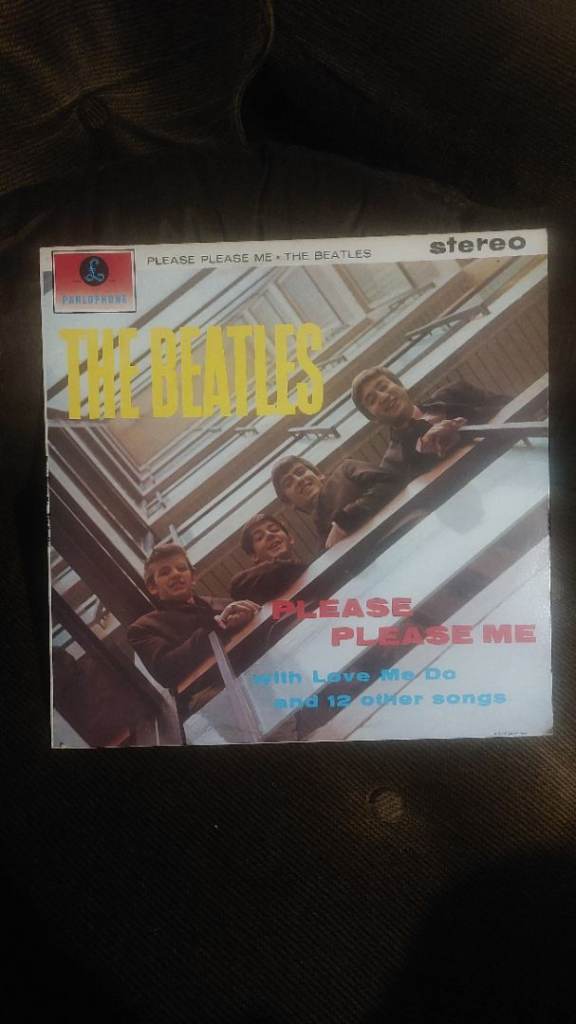 PLEASE PLEASE ME • THE BEATLES
stereo
£
PARLOPHONE
THE BEATLES
PLEASE
PLEASE ME
with Love Me Do
and 12 other songs